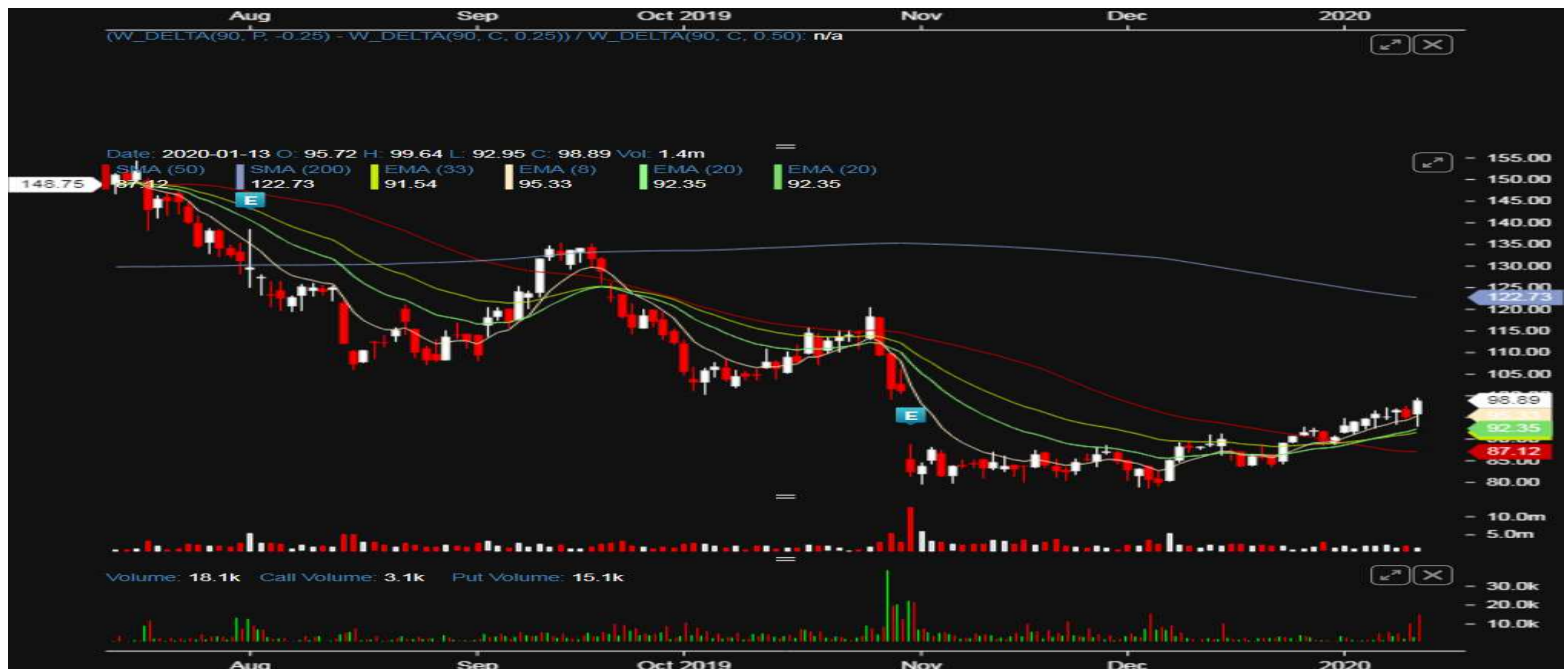 Aug Sep Oct 2019 Nov Dec 2020
(W_DELTA(90, P, -0.25) - W_DELTA(90, C, 0.25)) / W_DELTA(90, C, 0.50): n/a
Date: 2020-01-13 O: 95.72 H: 99.64 L: 92.95 C: 98.89 Vol: 1.4m
SMA (50) SMA (200) EMA (33) EMA (8) EMA (20) EMA (20)
87.12 122.73 91.54 95.33 92.35 92.35
148.75
E
E
155.00
150.00
145.00
140.00
135.00
130.00
125.00
122.73
120.00
115.00
110.00
105.00
98.89
95.33
92.35
87.12
85.00
80.00
10.0m
5.0m
Volume: 18.1k Call Volume: 3.1k Put Volume: 15.1k
30.0k
20.0k
10.0k
Aug Sep Oct 2019 Nov Dec 2020